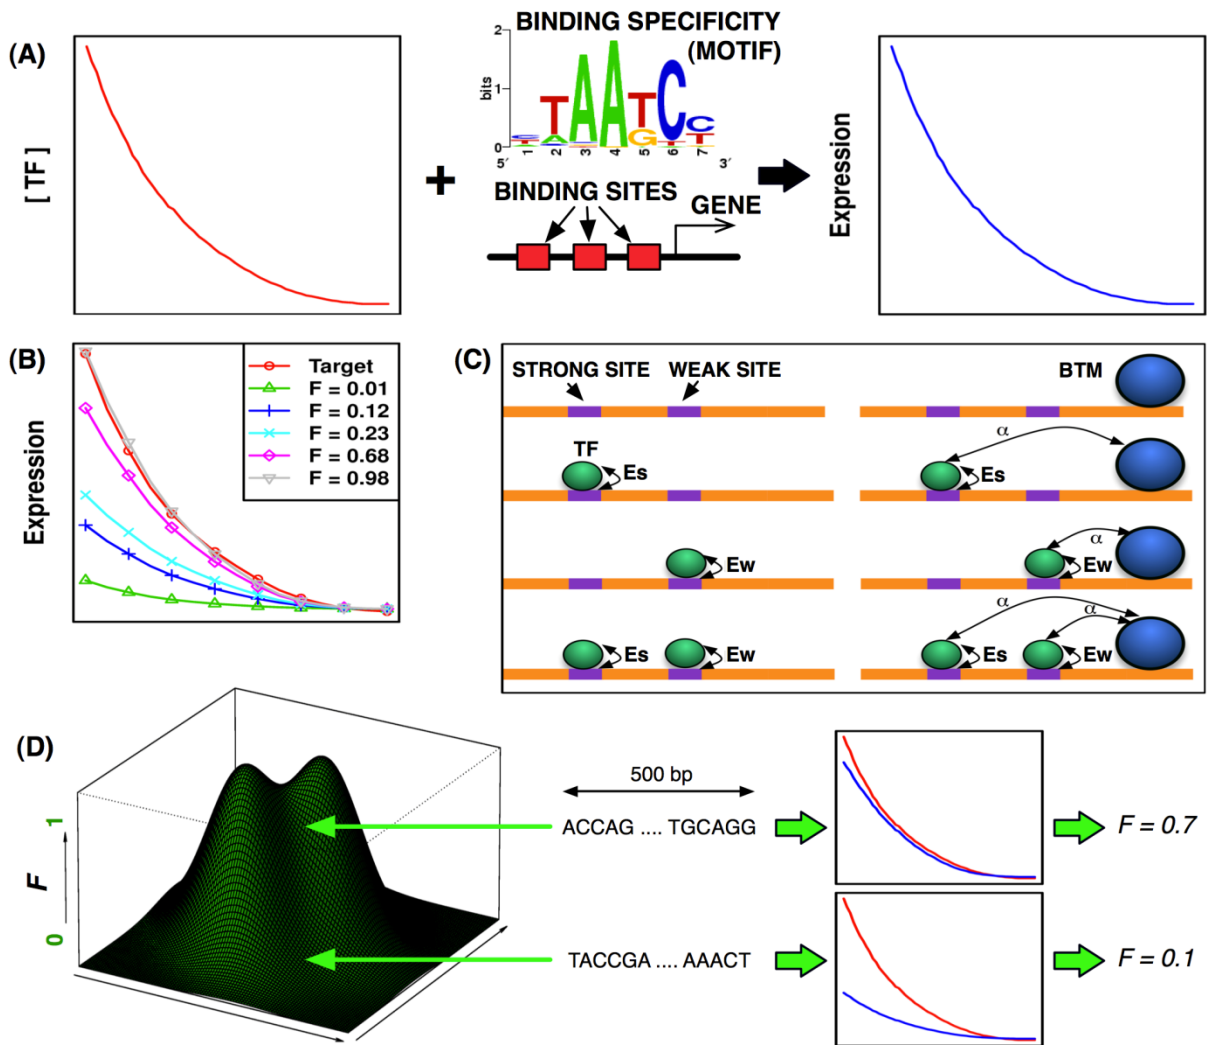 (A)
[ TF ]
BINDING SPECIFICITY
(MOTIF)
2
1
0
bits
TAATCC
AGT
1 2 3 4 5 6 7
5′ 3′
+
BINDING SITES
GENE
Expression
(B)
Expression
Target
F = 0.01
F = 0.12
F = 0.23
F = 0.68
F = 0.98
(C)
STRONG SITE WEAK SITE
BTM
α
TF
Es
Es
α
Ew
Ew
α
α
Es
Ew
Es
Ew
(D)
1
F
0
500 bp
ACCAG .... TGCAGG
F = 0.7
TACCGA .... AAACT
F = 0.1